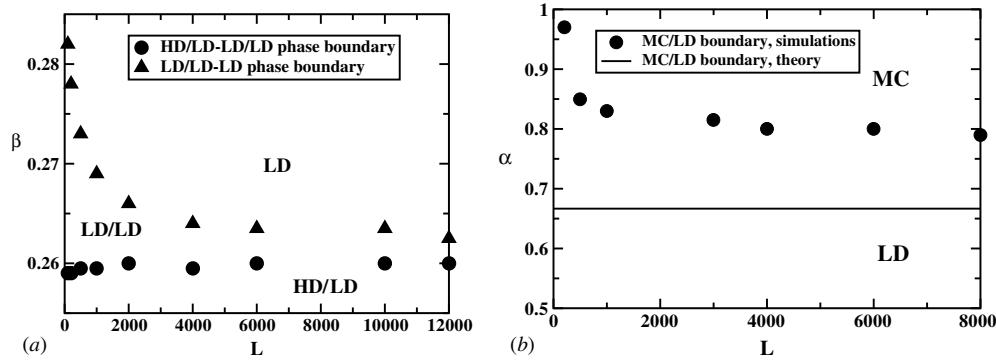 HD/LD-LD/LD phase boundary
LD/LD-LD phase boundary
0.28
0.27
0.26
β
LD
LD/LD
HD/LD
0 2000 4000 6000 8000 10000 12000
L
(a)
MC/LD boundary, simulations
MC/LD boundary, theory
1
0.9
0.8
0.7
0.6
0.5
α
MC
LD
0 2000 4000 6000 8000
L
(b)